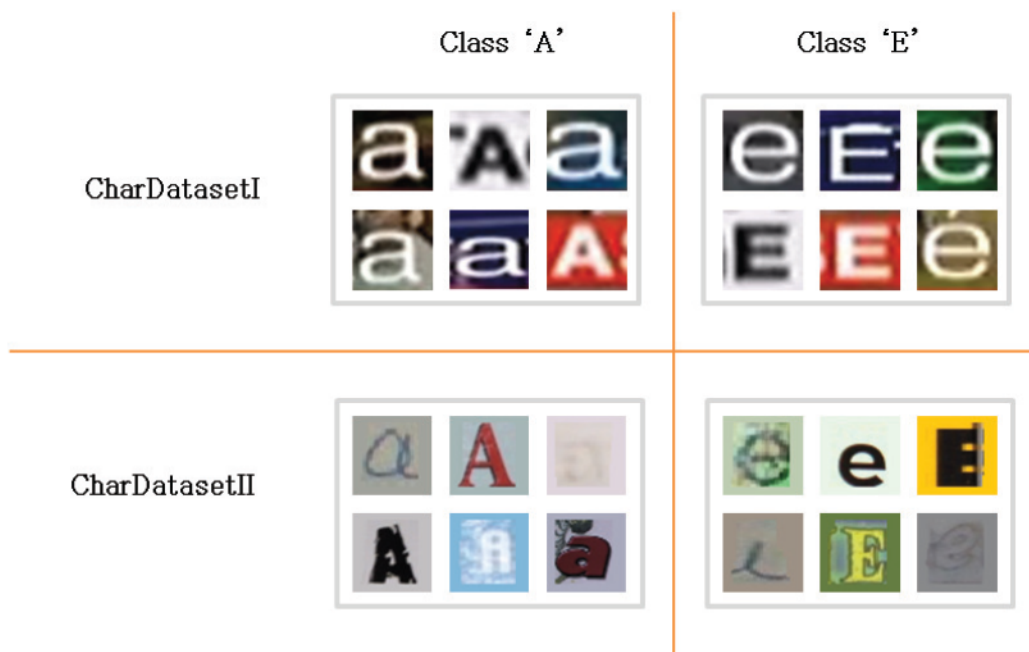 Class ‘A’
Class ‘E’
CharDatasetI
a A a
e E e
a a A
E E é
CharDatasetII
a A
e e E
A A a
E e